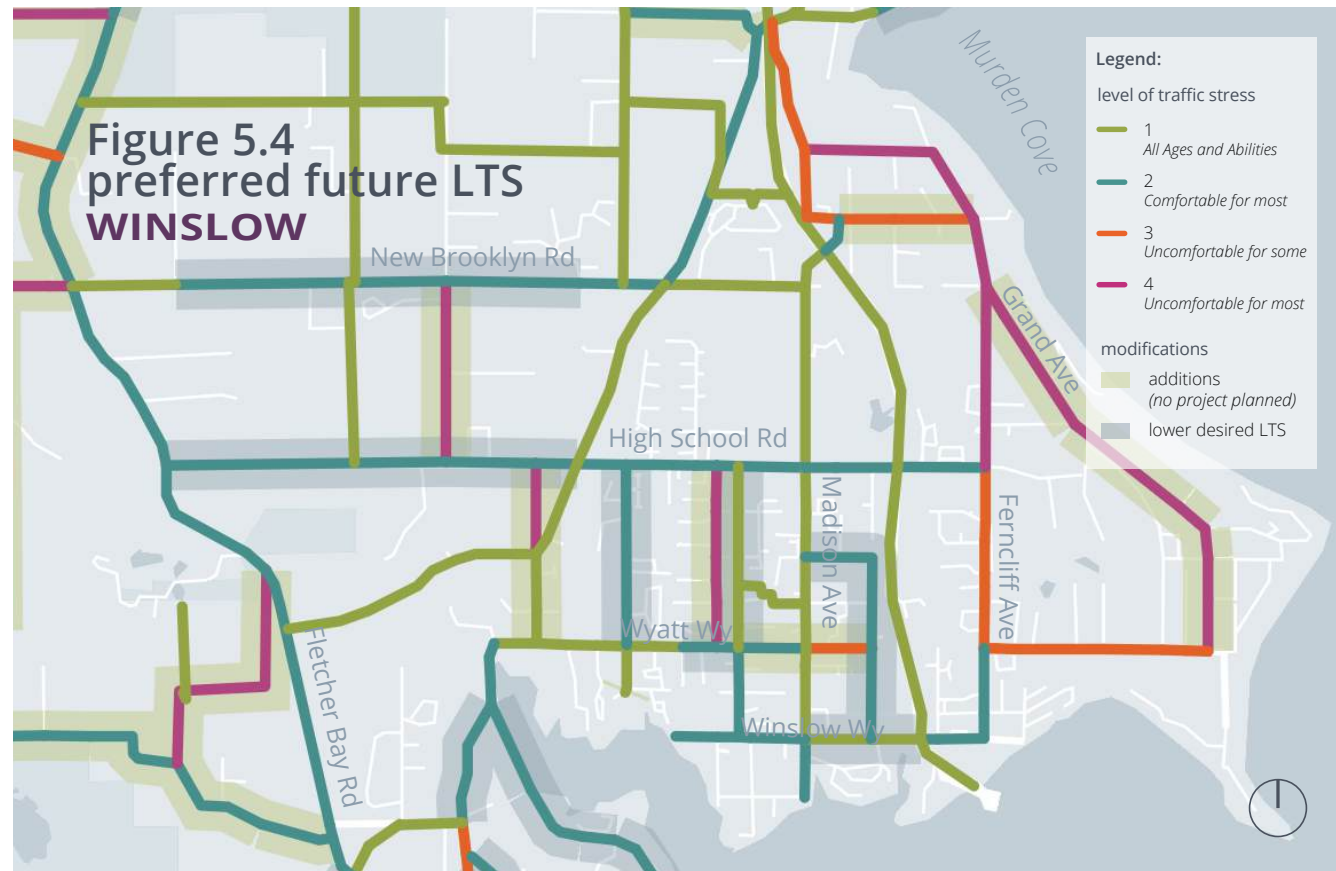 Figure 5.4
preferred future LTS
WINSLOW
Murden Cove
Legend:
level of traffic stress
1
All Ages and Abilities
2
Comfortable for most
3
Uncomfortable for some
4
Uncomfortable for most
modifications
additions
(no project planned)
lower desired LTS
New Brooklyn Rd
Grand Ave
High School Rd
Madison Ave
Ferncliff Ave
Wyatt Wy
Fletcher Bay Rd
Winslow Wy